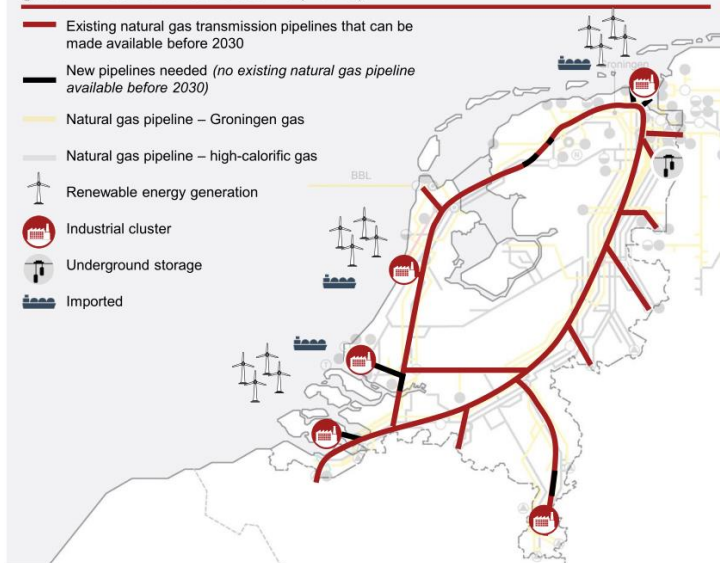 Existing natural gas transmission pipelines that can be
made available before 2030
New pipelines needed (no existing natural gas pipeline
available before 2030)
Natural gas pipeline – Groningen gas
Natural gas pipeline – high-calorific gas
Renewable energy generation
Industrial cluster
Underground storage
Imported
BBL